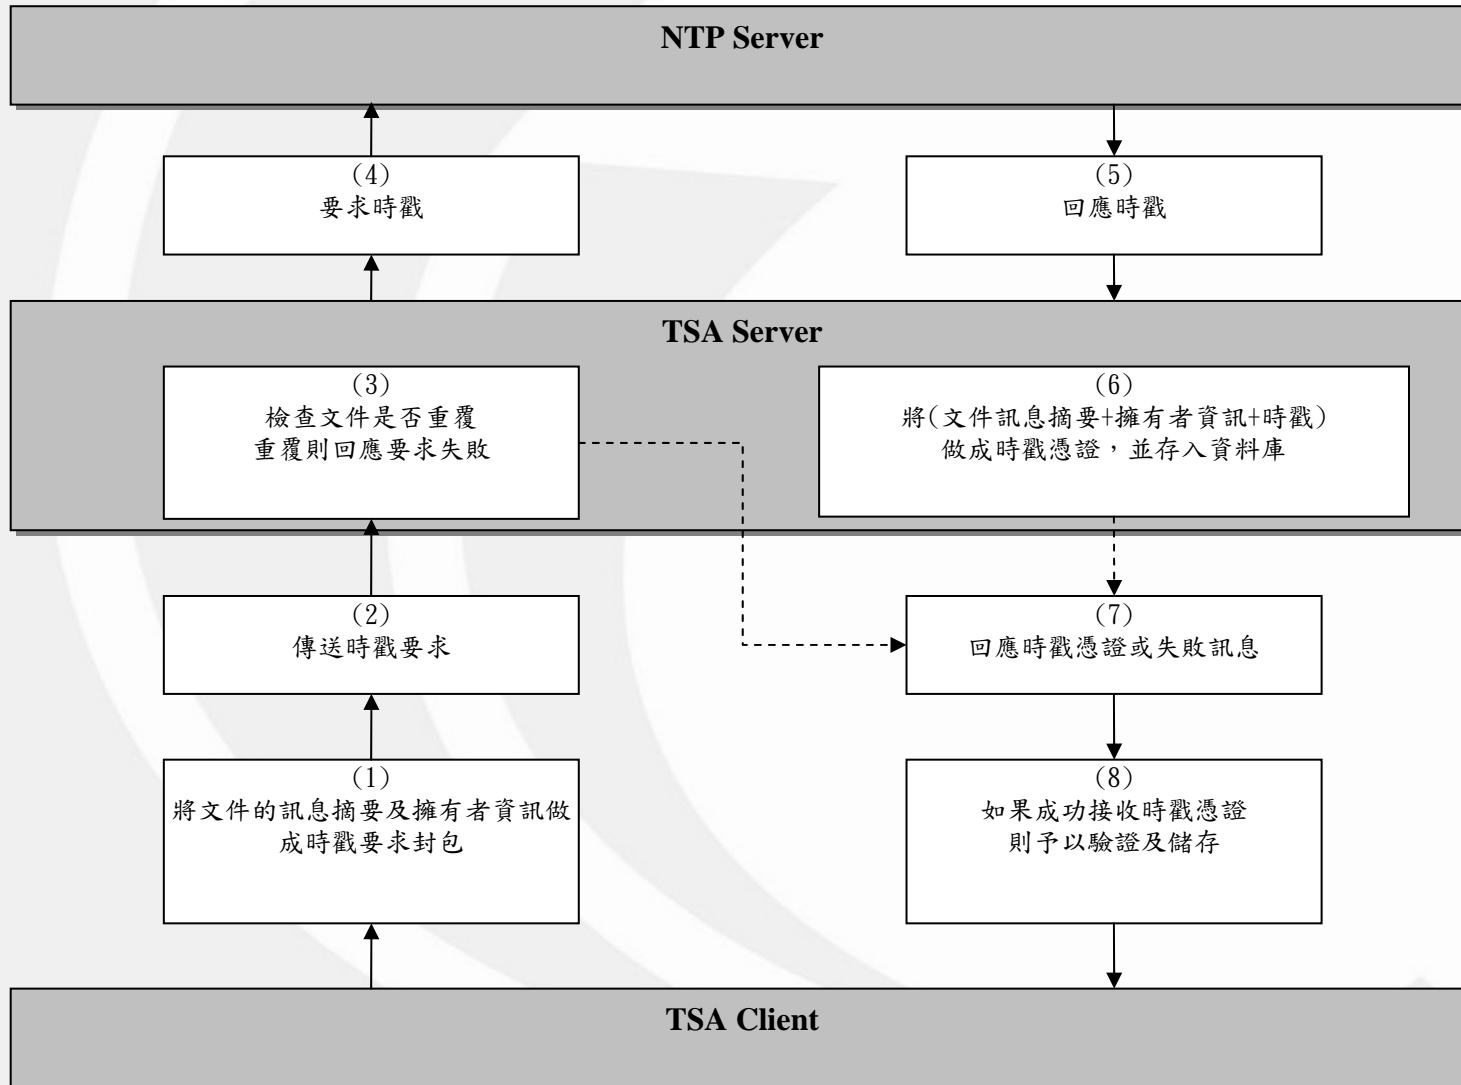 NTP Server
(4)
要求時戳
(5)
回應時戳
TSA Server
(3)
檢查文件是否重覆
重覆則回應要求失敗
(6)
將(文件訊息摘要+擁有者資訊+時戳)
做成時戳憑證，並存入資料庫
(2)
傳送時戳要求
(7)
回應時戳憑證或失敗訊息
(1)
將文件的訊息摘要及擁有者資訊做
成時戳要求封包
(8)
如果成功接收時戳憑證
則予以驗證及儲存
TSA Client